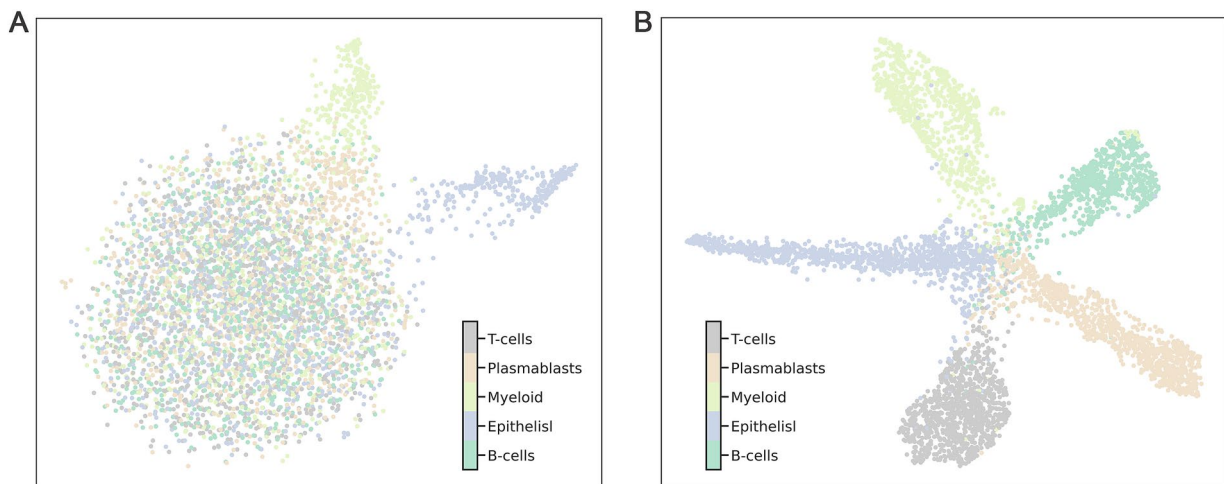 A
B
T-cells
Plasmablasts
Myeloid
Epithelisl
B-cells
T-cells
Plasmablasts
Myeloid
Epithelisl
B-cells